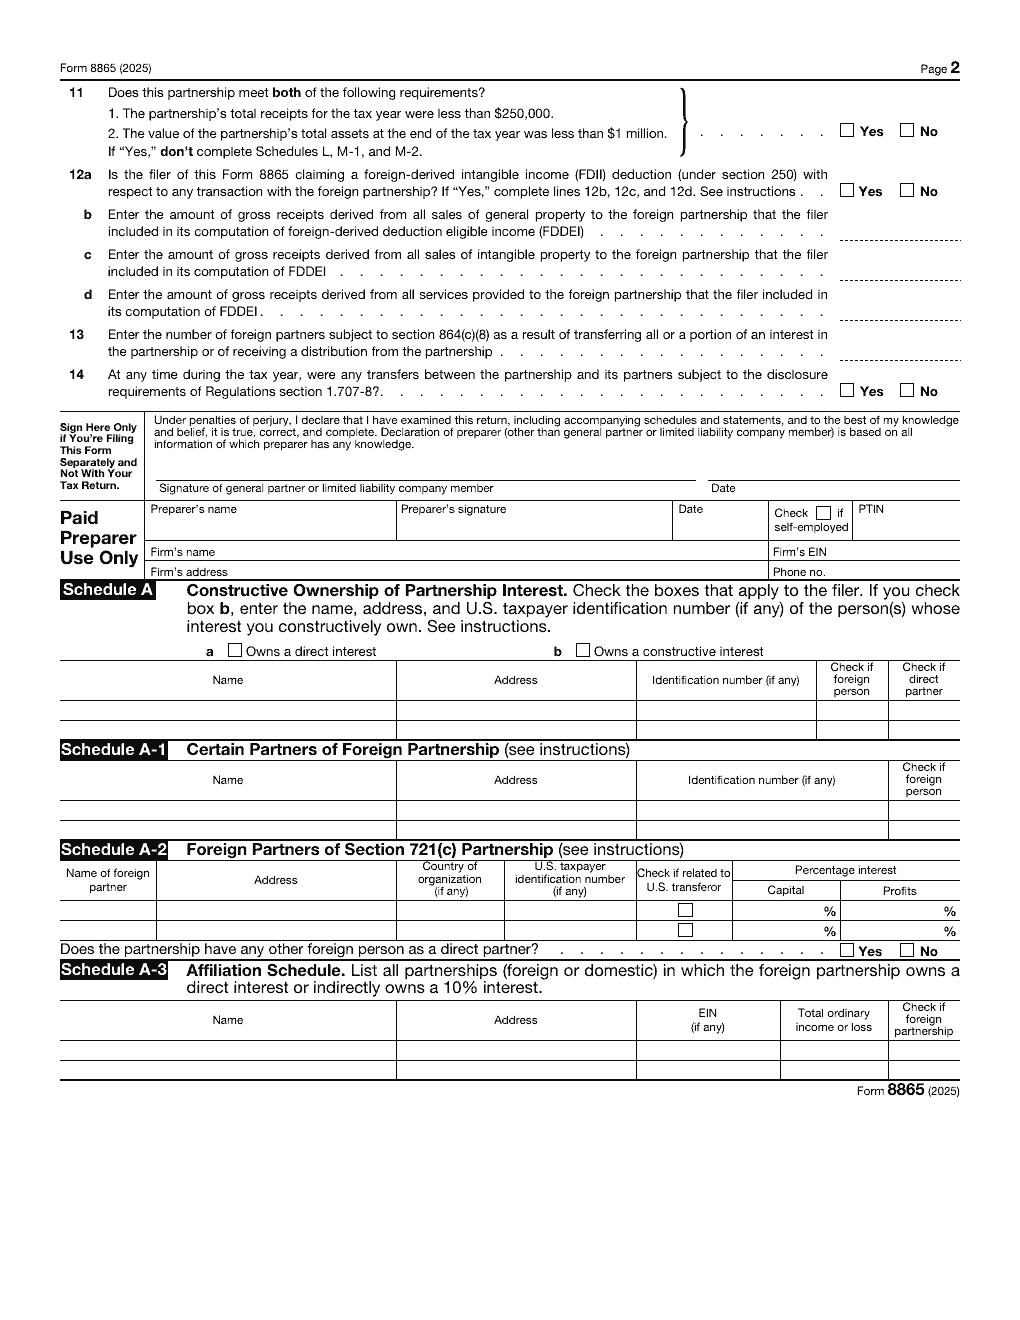 Form 8865 (2025)
Page 2
11 Does this partnership meet both of the following requirements?
1. The partnership's total receipts for the tax year were less than $250,000.
2. The value of the partnership's total assets at the end of the tax year was less than $1 million. . . . . . . . Yes No
If “Yes,” don't complete Schedules L, M-1, and M-2.
12a Is the filer of this Form 8865 claiming a foreign-derived intangible income (FDII) deduction (under section 250) with
respect to any transaction with the foreign partnership? If “Yes,” complete lines 12b, 12c, and 12d. See instructions . . Yes No
b Enter the amount of gross receipts derived from all sales of general property to the foreign partnership that the filer
included in its computation of foreign-derived deduction eligible income (FDDEI) . . . . . . . . . . . .
c Enter the amount of gross receipts derived from all sales of intangible property to the foreign partnership that the filer
included in its computation of FDDEI . . . . . . . . . . . . . . . . . . . . . . . . .
d Enter the amount of gross receipts derived from all services provided to the foreign partnership that the filer included in
its computation of FDDEI . . . . . . . . . . . . . . . . . . . . . . . . . . . . .
13 Enter the number of foreign partners subject to section 864(c)(8) as a result of transferring all or a portion of an interest in
the partnership or of receiving a distribution from the partnership . . . . . . . . . . . . . . . . .
14 At any time during the tax year, were any transfers between the partnership and its partners subject to the disclosure
requirements of Regulations section 1.707-8? . . . . . . . . . . . . . . . . . . . . . . . Yes No
Sign Here Only
if You're Filing
This Form
Separately and
Not With Your
Tax Return.
Under penalties of perjury, I declare that I have examined this return, including accompanying schedules and statements, and to the best of my knowledge
and belief, it is true, correct, and complete. Declaration of preparer (other than general partner or limited liability company member) is based on all
information of which preparer has any knowledge.
Signature of general partner or limited liability company member
Date
Paid
Preparer
Use Only
Preparer's name
Preparer's signature
Date
Check if
self-employed
PTIN
Firm's name
Firm's EIN
Firm's address
Phone no.
Schedule A Constructive Ownership of Partnership Interest. Check the boxes that apply to the filer. If you check
box b, enter the name, address, and U.S. taxpayer identification number (if any) of the person(s) whose
interest you constructively own. See instructions.
a Owns a direct interest b Owns a constructive interest
Name
Address
Identification number (if any)
Check if
foreign
person
Check if
direct
partner
Schedule A-1 Certain Partners of Foreign Partnership (see instructions)
Name
Address
Identification number (if any)
Check if
foreign
person
Schedule A-2 Foreign Partners of Section 721(c) Partnership (see instructions)
Name of foreign
partner
Address
Country of
organization
(if any)
U.S. taxpayer
identification number
(if any)
Check if related to
U.S. transferor
Percentage interest
Capital
Profits
% %
% %
Does the partnership have any other foreign person as a direct partner? . . . . . . . . . . . . . . Yes No
Schedule A-3 Affiliation Schedule. List all partnerships (foreign or domestic) in which the foreign partnership owns a
direct interest or indirectly owns a 10% interest.
Name
Address
EIN
(if any)
Total ordinary
income or loss
Check if
foreign
partnership
Form 8865 (2025)